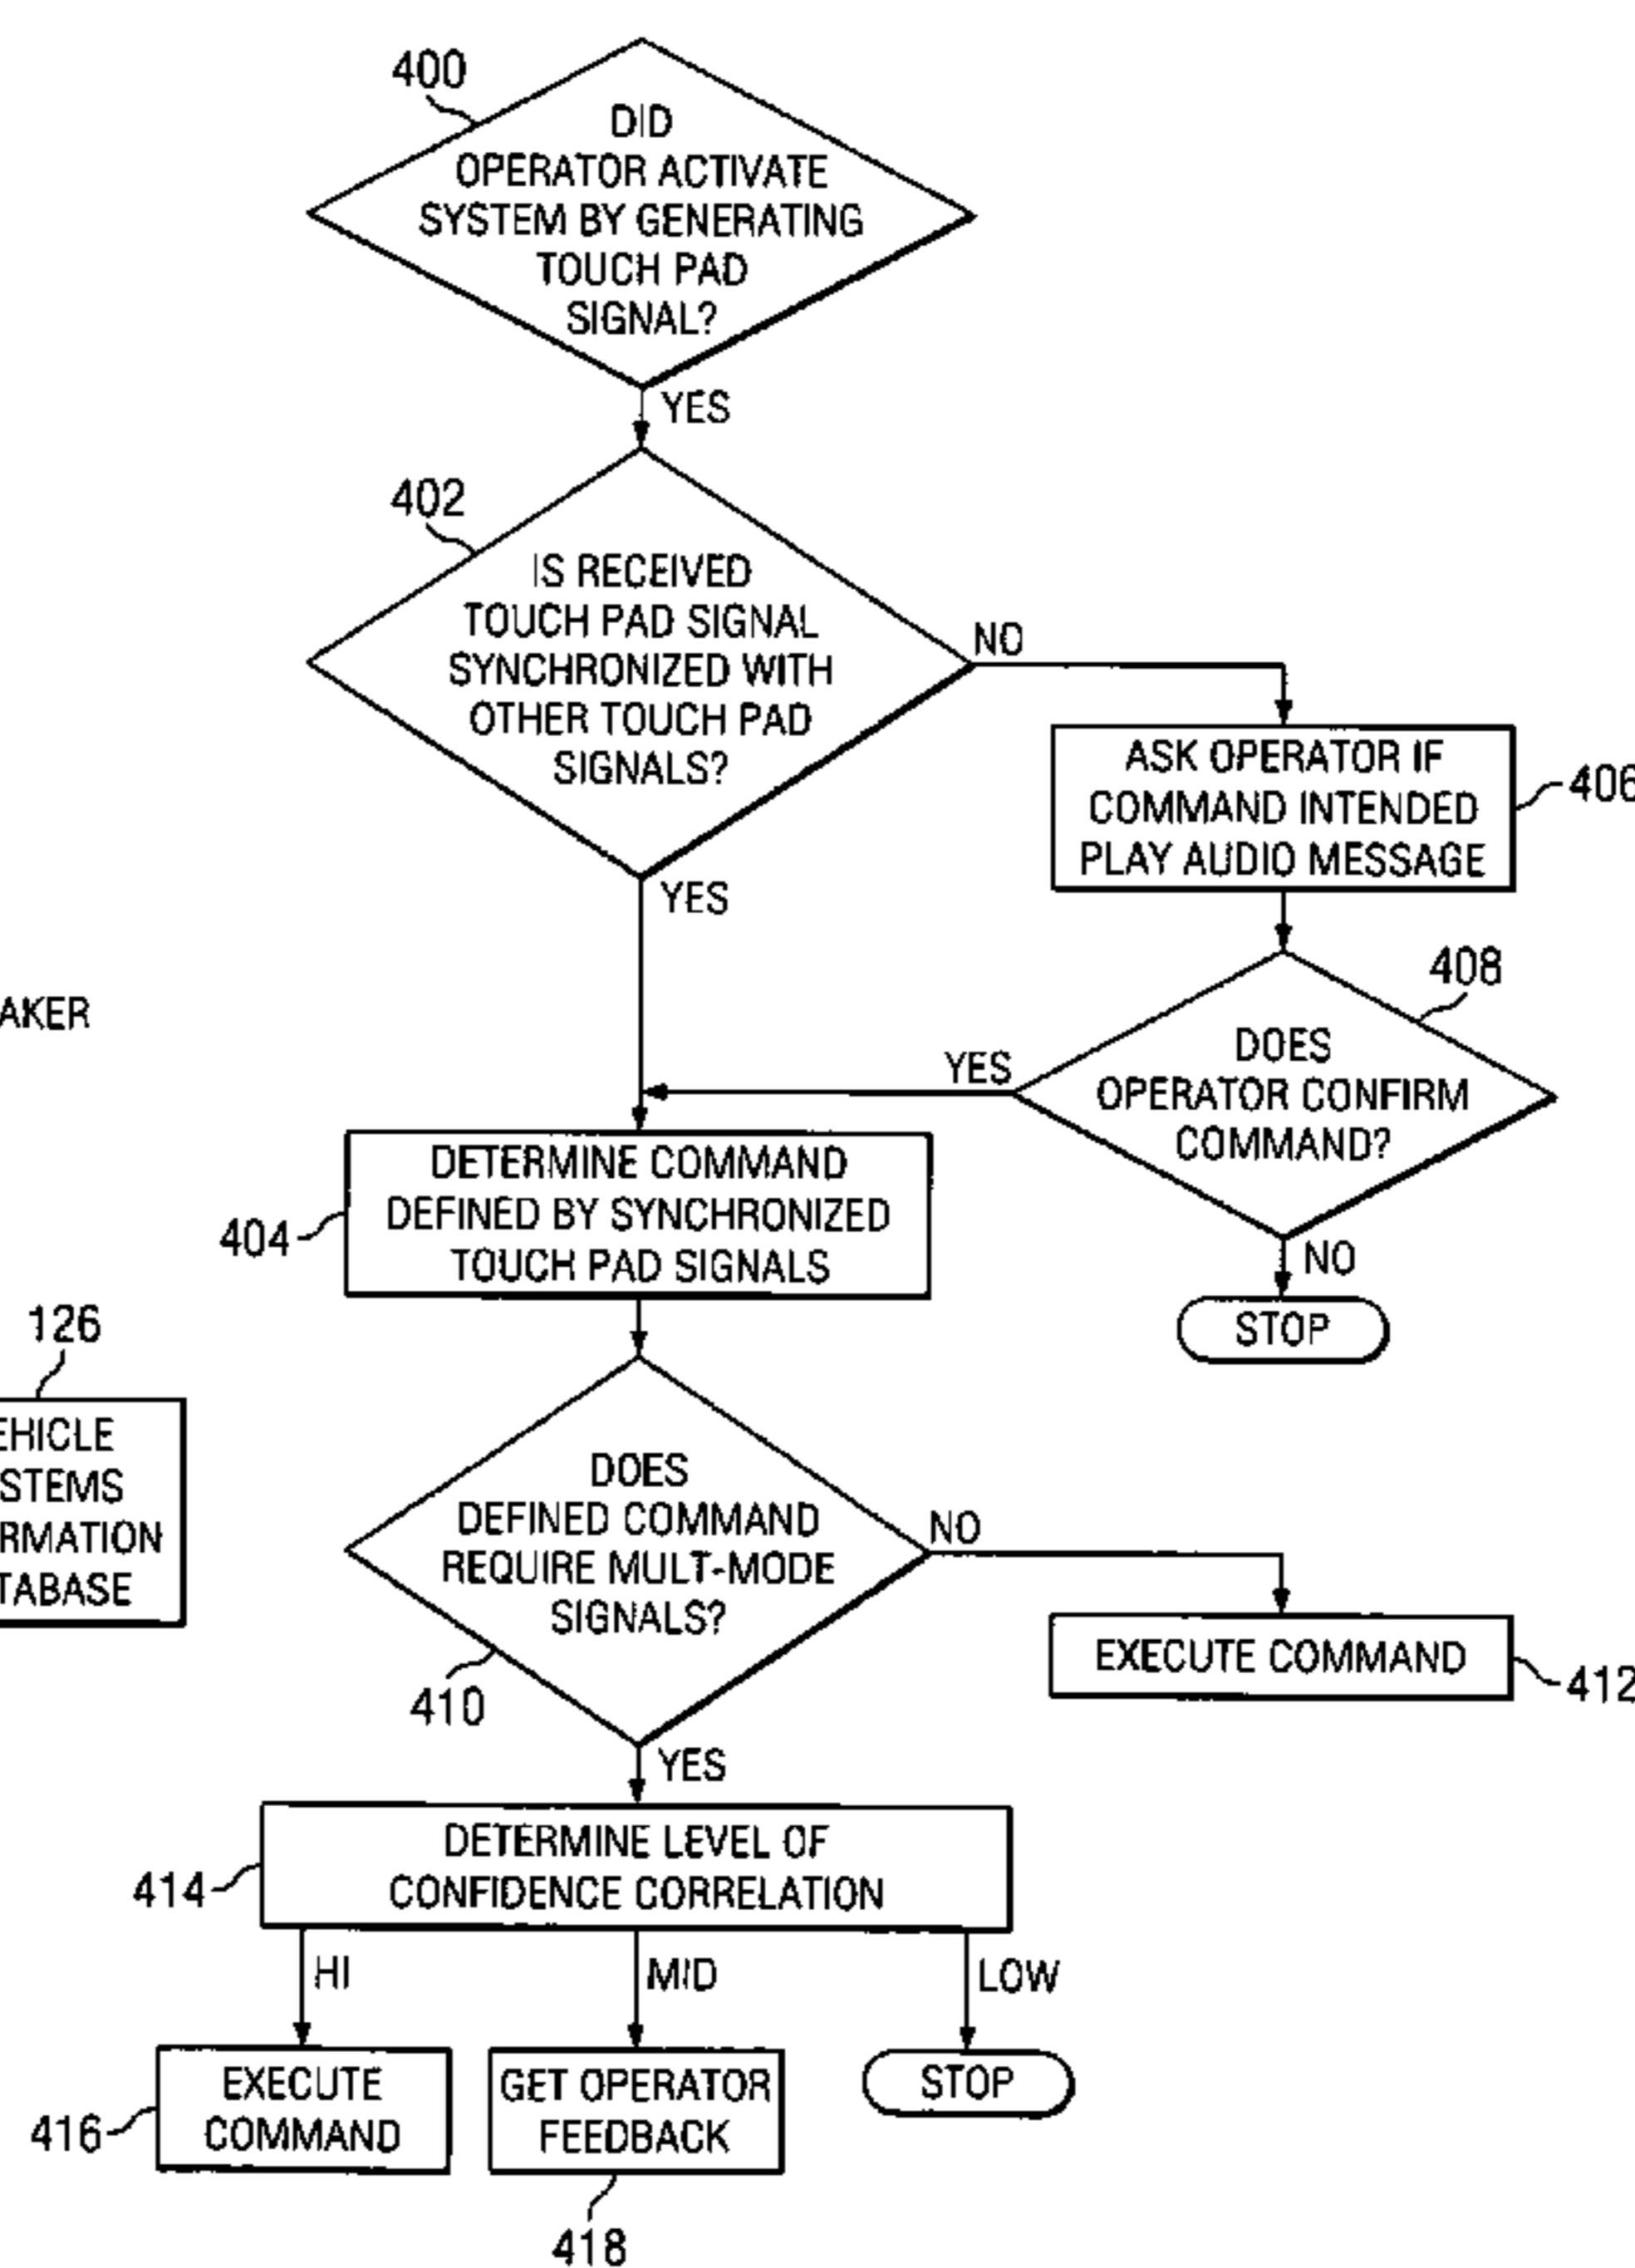 400
DID
OPERATOR ACTIVATE
SYSTEM BY GENERATING
TOUCH PAD
SIGNAL?
YES
402
IS RECEIVED
TOUCH PAD SIGNAL
SYNCHRONIZED WITH
OTHER TOUCH PAD
SIGNALS?
NO
YES
ASK OPERATOR IF
COMMAND INTENDED
PLAY AUDIO MESSAGE
406
408
DOES
OPERATOR CONFIRM
COMMAND?
YES
NO
STOP
AKER
404
DETERMINE COMMAND
DEFINED BY SYNCHRONIZED
TOUCH PAD SIGNALS
126
EHICLE
STEMS
RMATION
TABASE
DOES
DEFINED COMMAND
REQUIRE MULT-MODE
SIGNALS?
410
NO
EXECUTE COMMAND
412
YES
414
DETERMINE LEVEL OF
CONFIDENCE CORRELATION
HI
MID
LOW
416
EXECUTE
COMMAND
GET OPERATOR
FEEDBACK
418
STOP